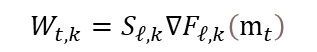 W_{t,k} = S_{ℓ,k}∇F_{ℓ,k}(m_t)